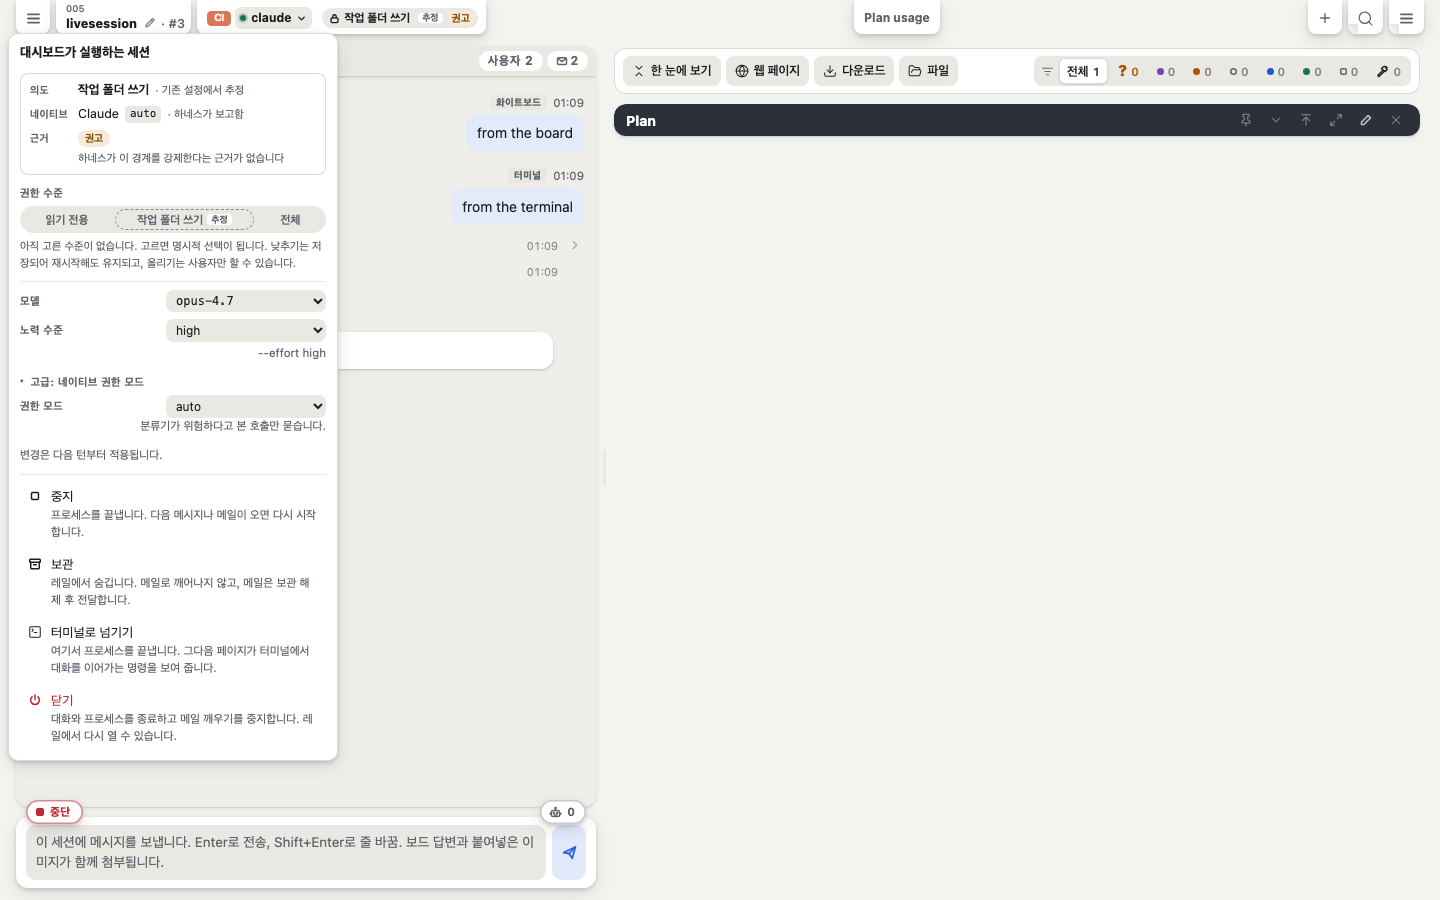 005
livesession · #3
CI claude
작업 폴더 쓰기 추정 권고
Plan usage
대시보드가 실행하는 세션
의도 작업 폴더 쓰기 · 기존 설정에서 추정
네이티브 Claude auto · 하네스가 보고함
근거 권고
하네스가 이 경계를 강제한다는 근거가 없습니다
권한 수준
읽기 전용 작업 폴더 쓰기 추정 전체
아직 고른 수준이 없습니다. 고르면 명시적 선택이 됩니다. 낮추기는 저
장되어 재시작해도 유지되고, 올리기는 사용자만 할 수 있습니다.
모델 opus-4.7
노력 수준 high
--effort high
고급: 네이티브 권한 모드
권한 모드 auto
분류기가 위험하다고 본 호출만 묻습니다.
변경은 다음 턴부터 적용됩니다.
중지
프로세스를 끝냅니다. 다음 메시지나 메일이 오면 다시 시작
합니다.
보관
레일에서 숨깁니다. 메일로 깨어나지 않고, 메일은 보관 해
제 후 전달합니다.
터미널로 넘기기
여기서 프로세스를 끝냅니다. 그다음 페이지가 터미널에서
대화를 이어가는 명령을 보여 줍니다.
닫기
대화와 프로세스를 종료하고 메일 깨우기를 중지합니다. 레
일에서 다시 열 수 있습니다.
사용자 2 2
화이트보드 01:09
from the board
터미널 01:09
from the terminal
01:09
01:09
중단
0
이 세션에 메시지를 보냅니다. Enter로 전송, Shift+Enter로 줄 바꿈. 보드 답변과 붙여넣은 이
미지가 함께 첨부됩니다.
한 눈에 보기 웹 페이지 다운로드 파일
전체 1 ? 0 0 0 0 0 0 0 0
Plan